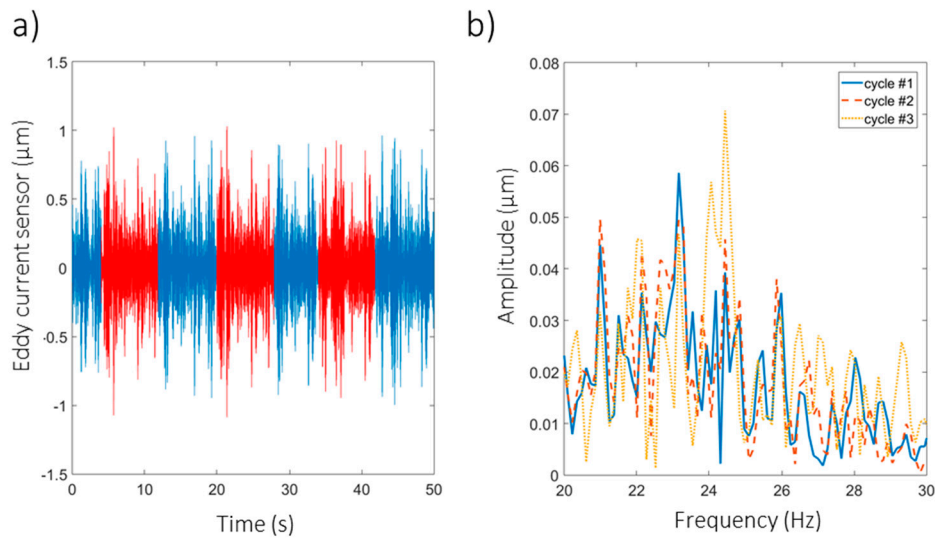 a)
Eddy current sensor (μm)
1.5
1
0.5
0
-0.5
-1
-1.5
0 10 20 30 40 50
Time (s)
b)
Amplitude (μm)
0.08
0.07
0.06
0.05
0.04
0.03
0.02
0.01
0
20 22 24 26 28 30
Frequency (Hz)
cycle #1
cycle #2
cycle #3